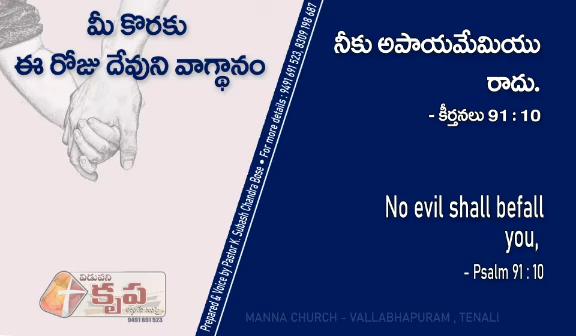 మీ కొరకు
ఈ రోజు దేవుని వాగ్థానం
విడువని
కృప
9491 691 523
Prepared & Voice by Pastor K. Subash Chandra Bose • For more details : 9491 691 523, 8309 198 687
నీకు అపాయమేమియు
రాదు.
- కీర్తనలు 91 : 10
No evil shall befall
you,
- Psalm 91 : 10
MANNA CHURCH - VALLABHAPURAM , TENALI